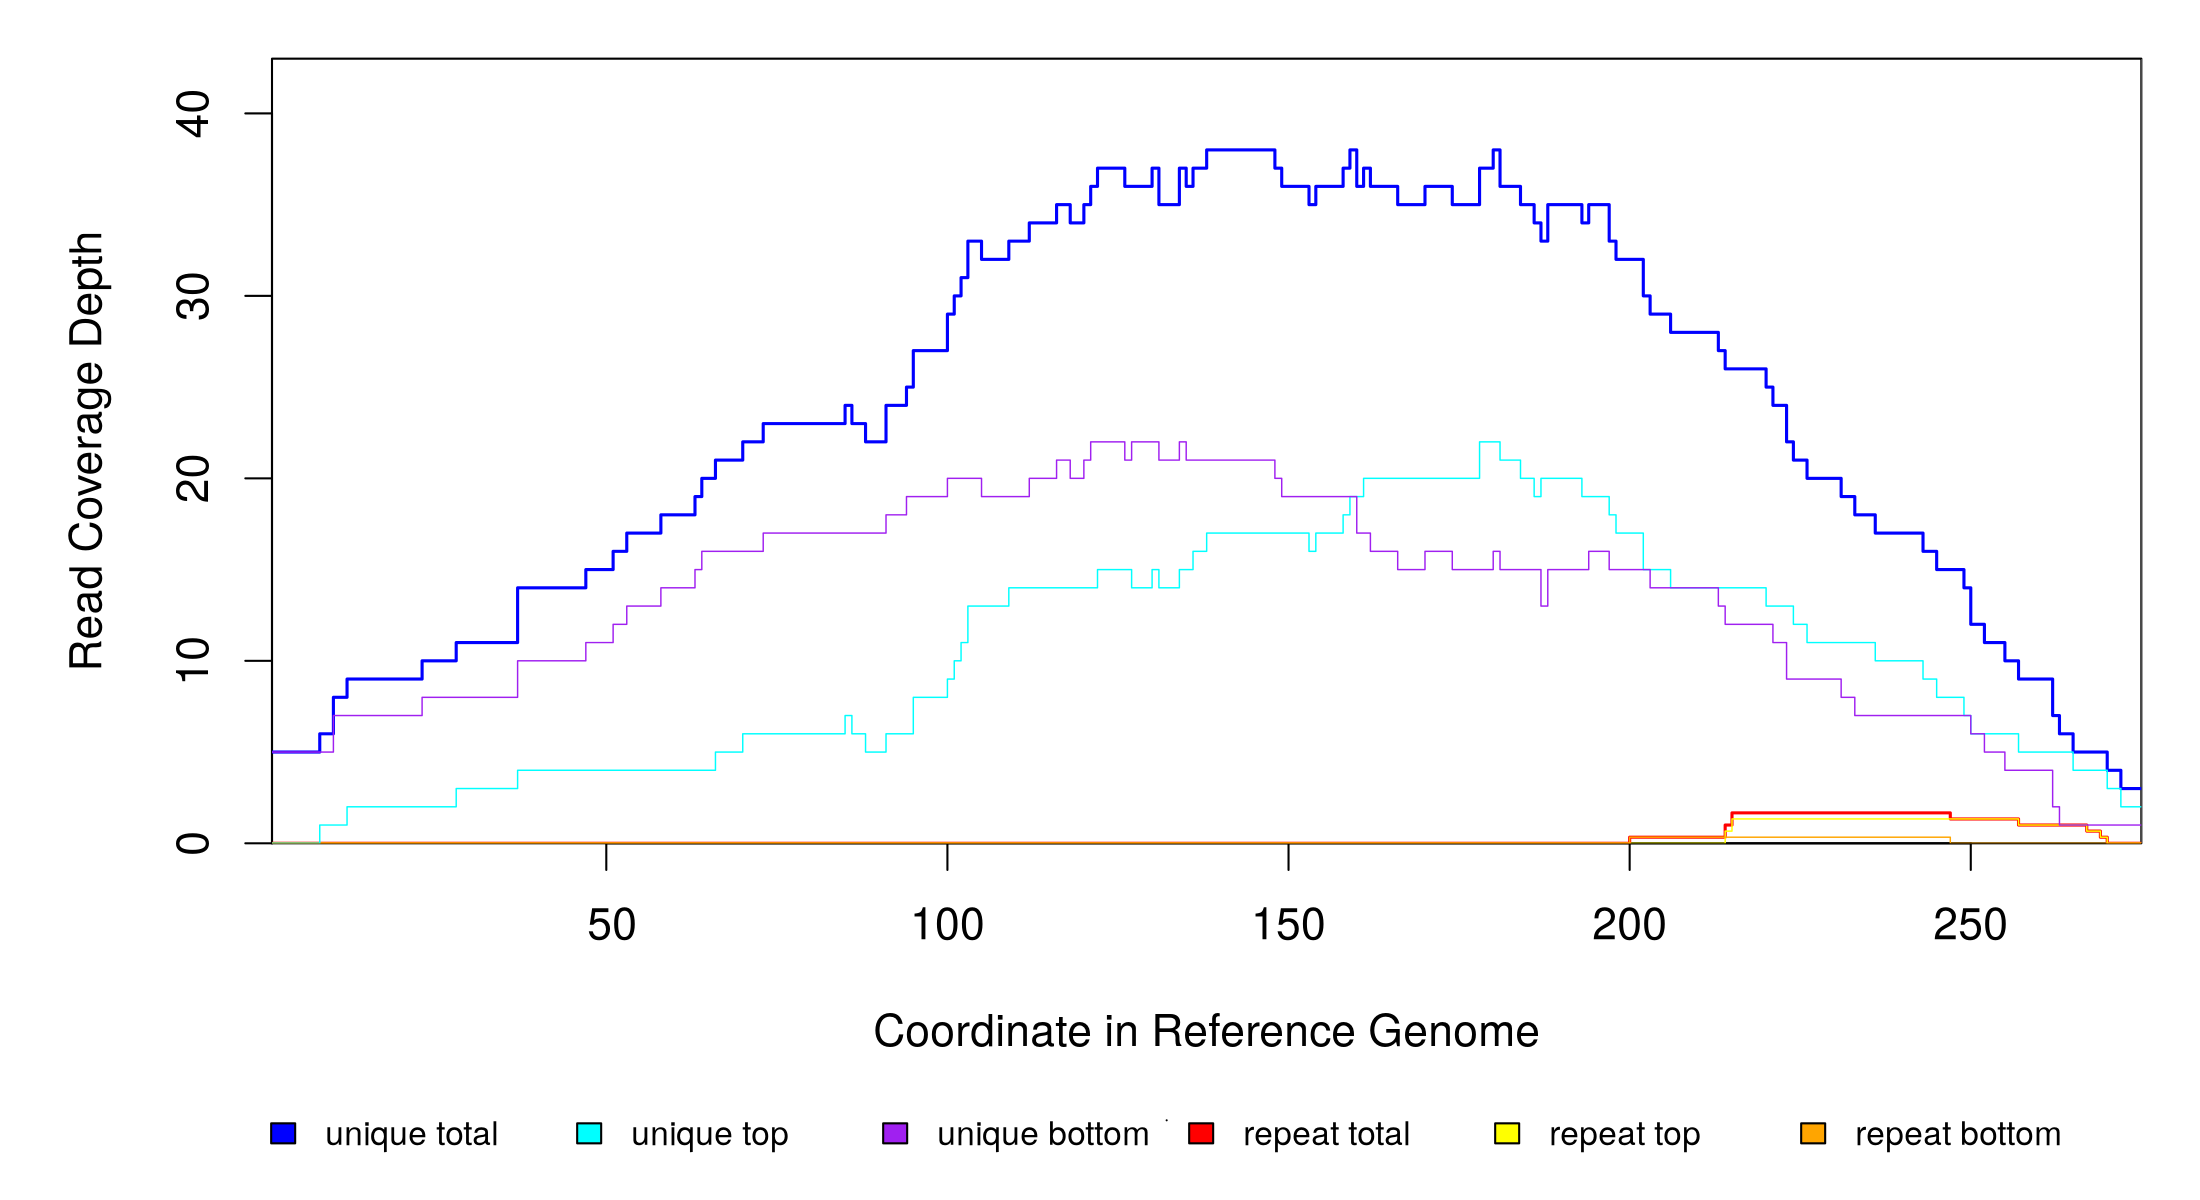 Read Coverage Depth
40
30
20
10
0
50 100 150 200 250
Coordinate in Reference Genome
unique total unique top unique bottom repeat total repeat top repeat bottom